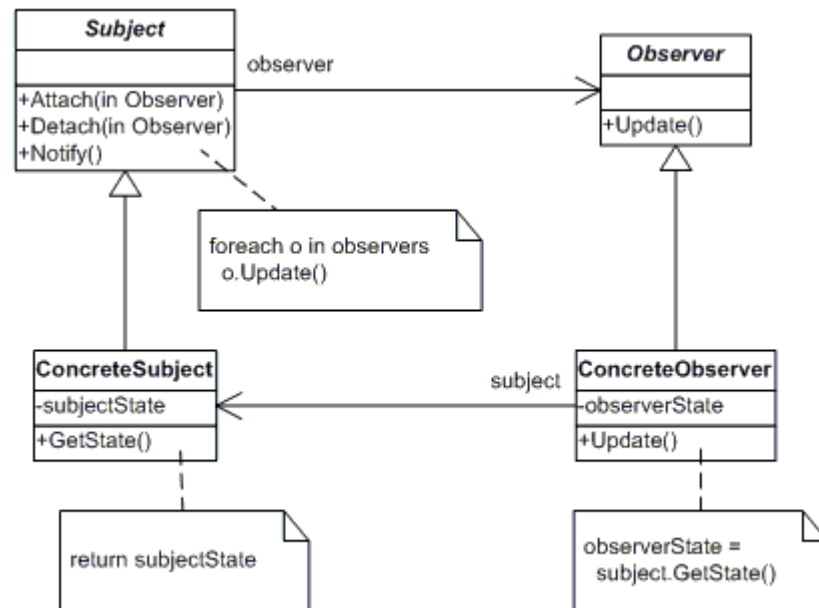 Subject
+Attach(in Observer)
+Detach(in Observer)
+Notify()
observer
Observer
+Update()
foreach o in observers
o.Update()
ConcreteSubject
-subjectState
+GetState()
subject
ConcreteObserver
-observerState
+Update()
return subjectState
observerState =
subject.GetState()